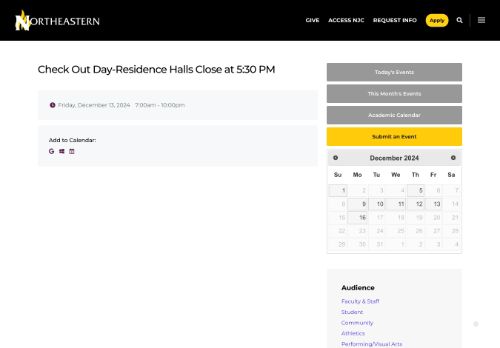 NORTHEASTERN
GIVE ACCESS NJC REQUEST INFO Apply
Check Out Day-Residence Halls Close at 5:30 PM
Friday, December 13, 2024 7:00am - 10:00pm
Add to Calendar:
Today's Events
This Month's Events
Academic Calendar
Submit an Event
December 2024
Su Mo Tu We Th Fr Sa
1 2 3 4 5 6 7
8 9 10 11 12 13 14
15 16 17 18 19 20 21
22 23 24 25 26 27 28
29 30 31 1 2 3 4
Audience
Faculty & Staff
Student
Community
Athletics
Performing/Visual Arts